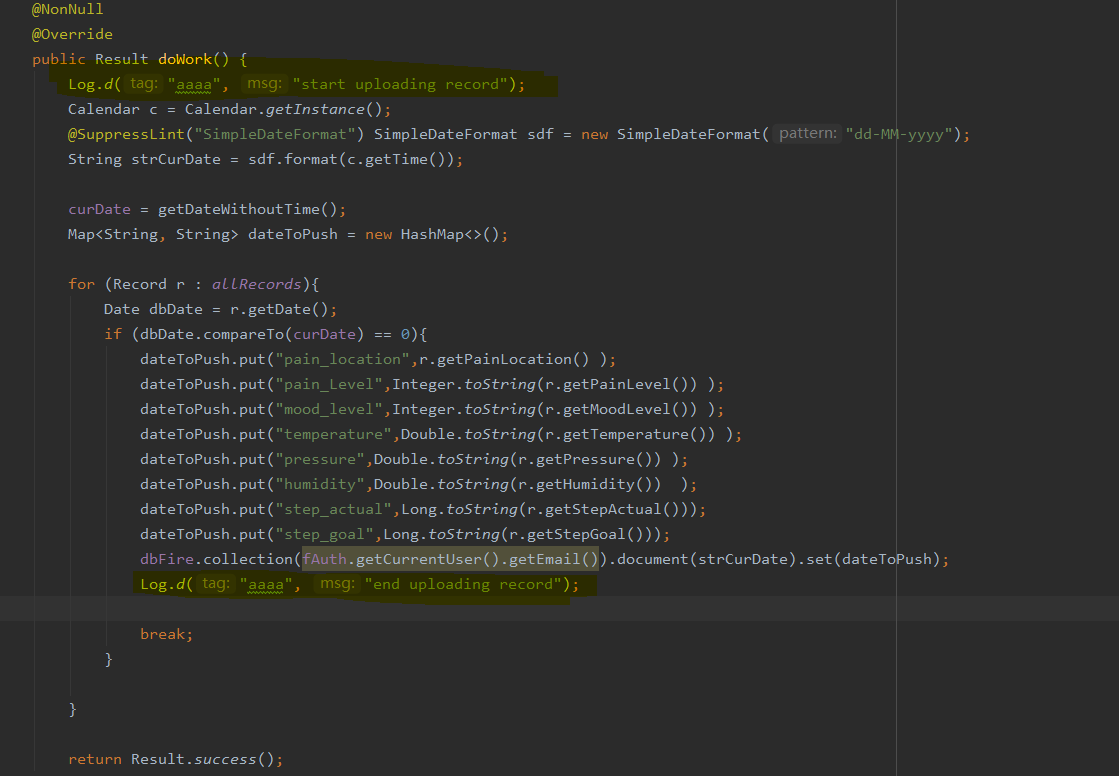 @NonNull
@Override
public Result doWork() {
Log.d( tag: "aaaa", msg: "start uploading record");
Calendar c = Calendar.getInstance();
@SuppressLint("SimpleDateFormat") SimpleDateFormat sdf = new SimpleDateFormat( pattern: "dd-MM-yyyy");
String strCurDate = sdf.format(c.getTime());
curDate = getDateWithoutTime();
Map<String, String> dateToPush = new HashMap<>();
for (Record r : allRecords){
Date dbDate = r.getDate();
if (dbDate.compareTo(curDate) == 0){
dateToPush.put("pain_location",r.getPainLocation() );
dateToPush.put("pain_Level",Integer.toString(r.getPainLevel()) );
dateToPush.put("mood_level",Integer.toString(r.getMoodLevel()) );
dateToPush.put("temperature",Double.toString(r.getTemperature()) );
dateToPush.put("pressure",Double.toString(r.getPressure()) );
dateToPush.put("humidity",Double.toString(r.getHumidity())  );
dateToPush.put("step_actual",Long.toString(r.getStepActual()));
dateToPush.put("step_goal",Long.toString(r.getStepGoal()));
dbFire.collection(fAuth.getCurrentUser().getEmail()).document(strCurDate).set(dateToPush);
Log.d( tag: "aaaa", msg: "end uploading record");
break;
}
}
return Result.success();